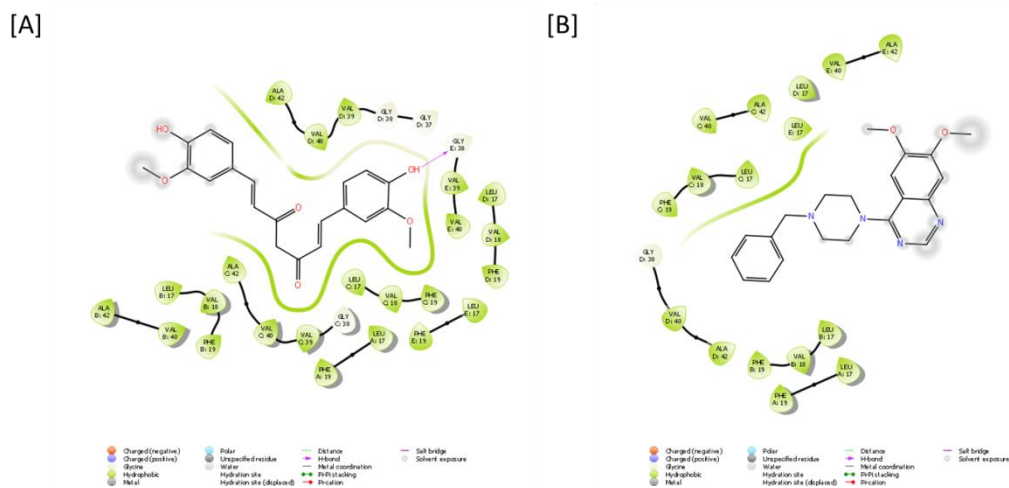 [A]
ALA
D:42
VAL
D:40
VAL
D:39
GLY
D:38
GLY
D:37
GLY
E:38
VAL
E:39
VAL
E:40
LEU
D:17
VAL
D:18
PHE
D:19
HO
O
O
O
OH
O
ALA
C:42
LEU
B:17
VAL
B:18
ALA
B:42
VAL
B:40
PHE
B:19
VAL
C:40
VAL
C:39
GLY
C:38
LEU
C:17
VAL
C:18
PHE
C:19
LEU
E:17
PHE
E:19
LEU
A:17
PHE
A:19
Charged (negative)
Charged (positive)
Glycine
Hydrophobic
Metal
Polar
Unspecified residue
Water
Hydration site
Hydration site (displaced)
Distance
H-bond
Metal coordination
Pi-Pi stacking
Pi-cation
Salt bridge
Solvent exposure
[B]
ALA
E:42
VAL
E:40
LEU
D:17
ALA
C:42
VAL
C:40
LEU
E:17
LEU
C:17
VAL
C:18
PHE
C:19
O
O
N
N
N
N
GLY
D:38
VAL
D:40
ALA
D:42
PHE
B:19
VAL
B:18
LEU
B:17
LEU
A:17
PHE
A:19
Charged (negative)
Charged (positive)
Glycine
Hydrophobic
Metal
Polar
Unspecified residue
Water
Hydration site
Hydration site (displaced)
Distance
H-bond
Metal coordination
Pi-Pi stacking
Pi-cation
Salt bridge
Solvent exposure